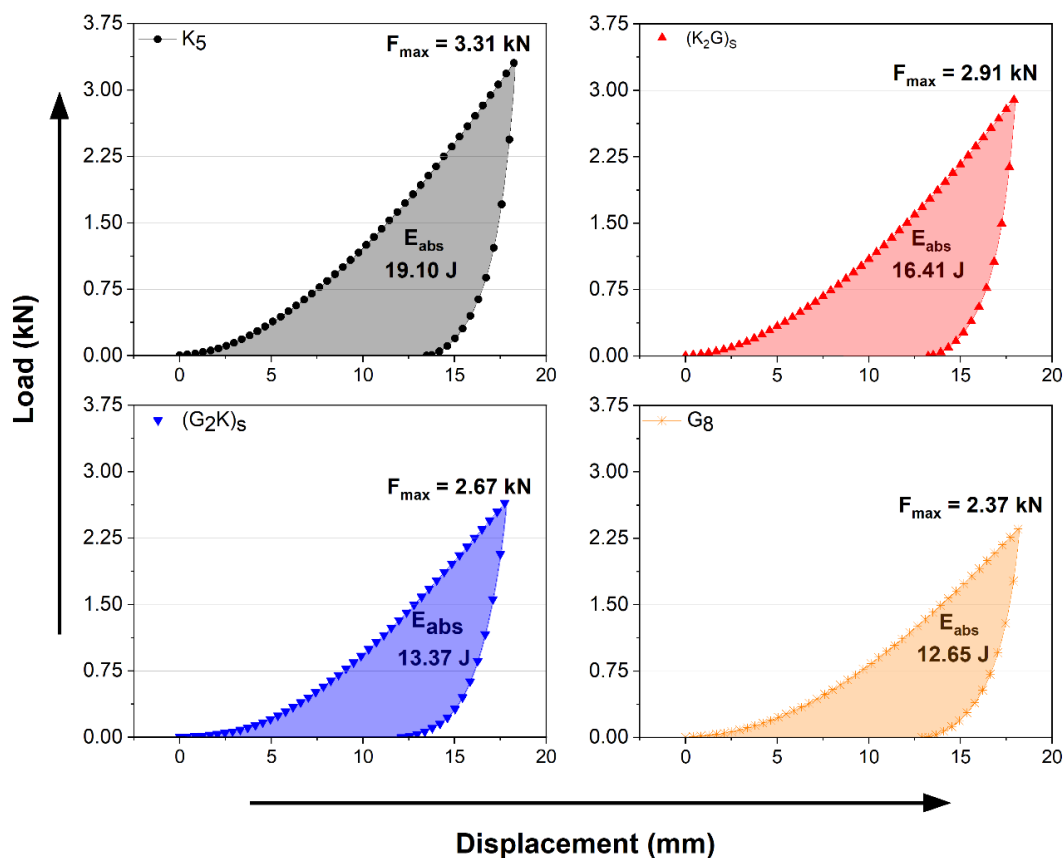 K5
Fmax = 3.31 kN
Eabs
19.10 J
3.75
3.00
2.25
1.50
0.75
0.00
0 5 10 15 20
(K2G)S
Fmax = 2.91 kN
Eabs
16.41 J
3.75
3.00
2.25
1.50
0.75
0.00
0 5 10 15 20
(G2K)S
Fmax = 2.67 kN
Eabs
13.37 J
3.75
3.00
2.25
1.50
0.75
0.00
0 5 10 15 20
G8
Fmax = 2.37 kN
Eabs
12.65 J
3.75
3.00
2.25
1.50
0.75
0.00
0 5 10 15 20
Load (kN)
Displacement (mm)